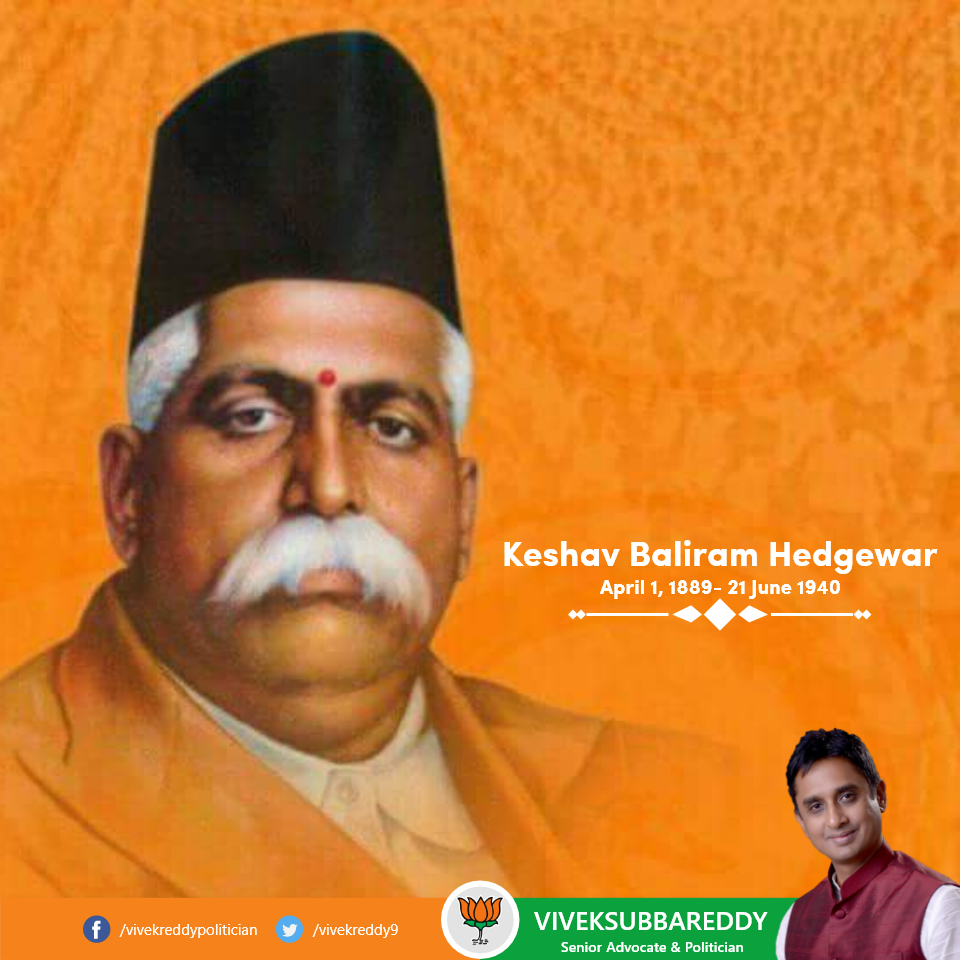 Keshav Baliram Hedgewar
April 1, 1889- 21 June 1940
/vivekreddypolitician
/vivekreddy9
VIVEKSUBBAREDDY
Senior Advocate & Politician